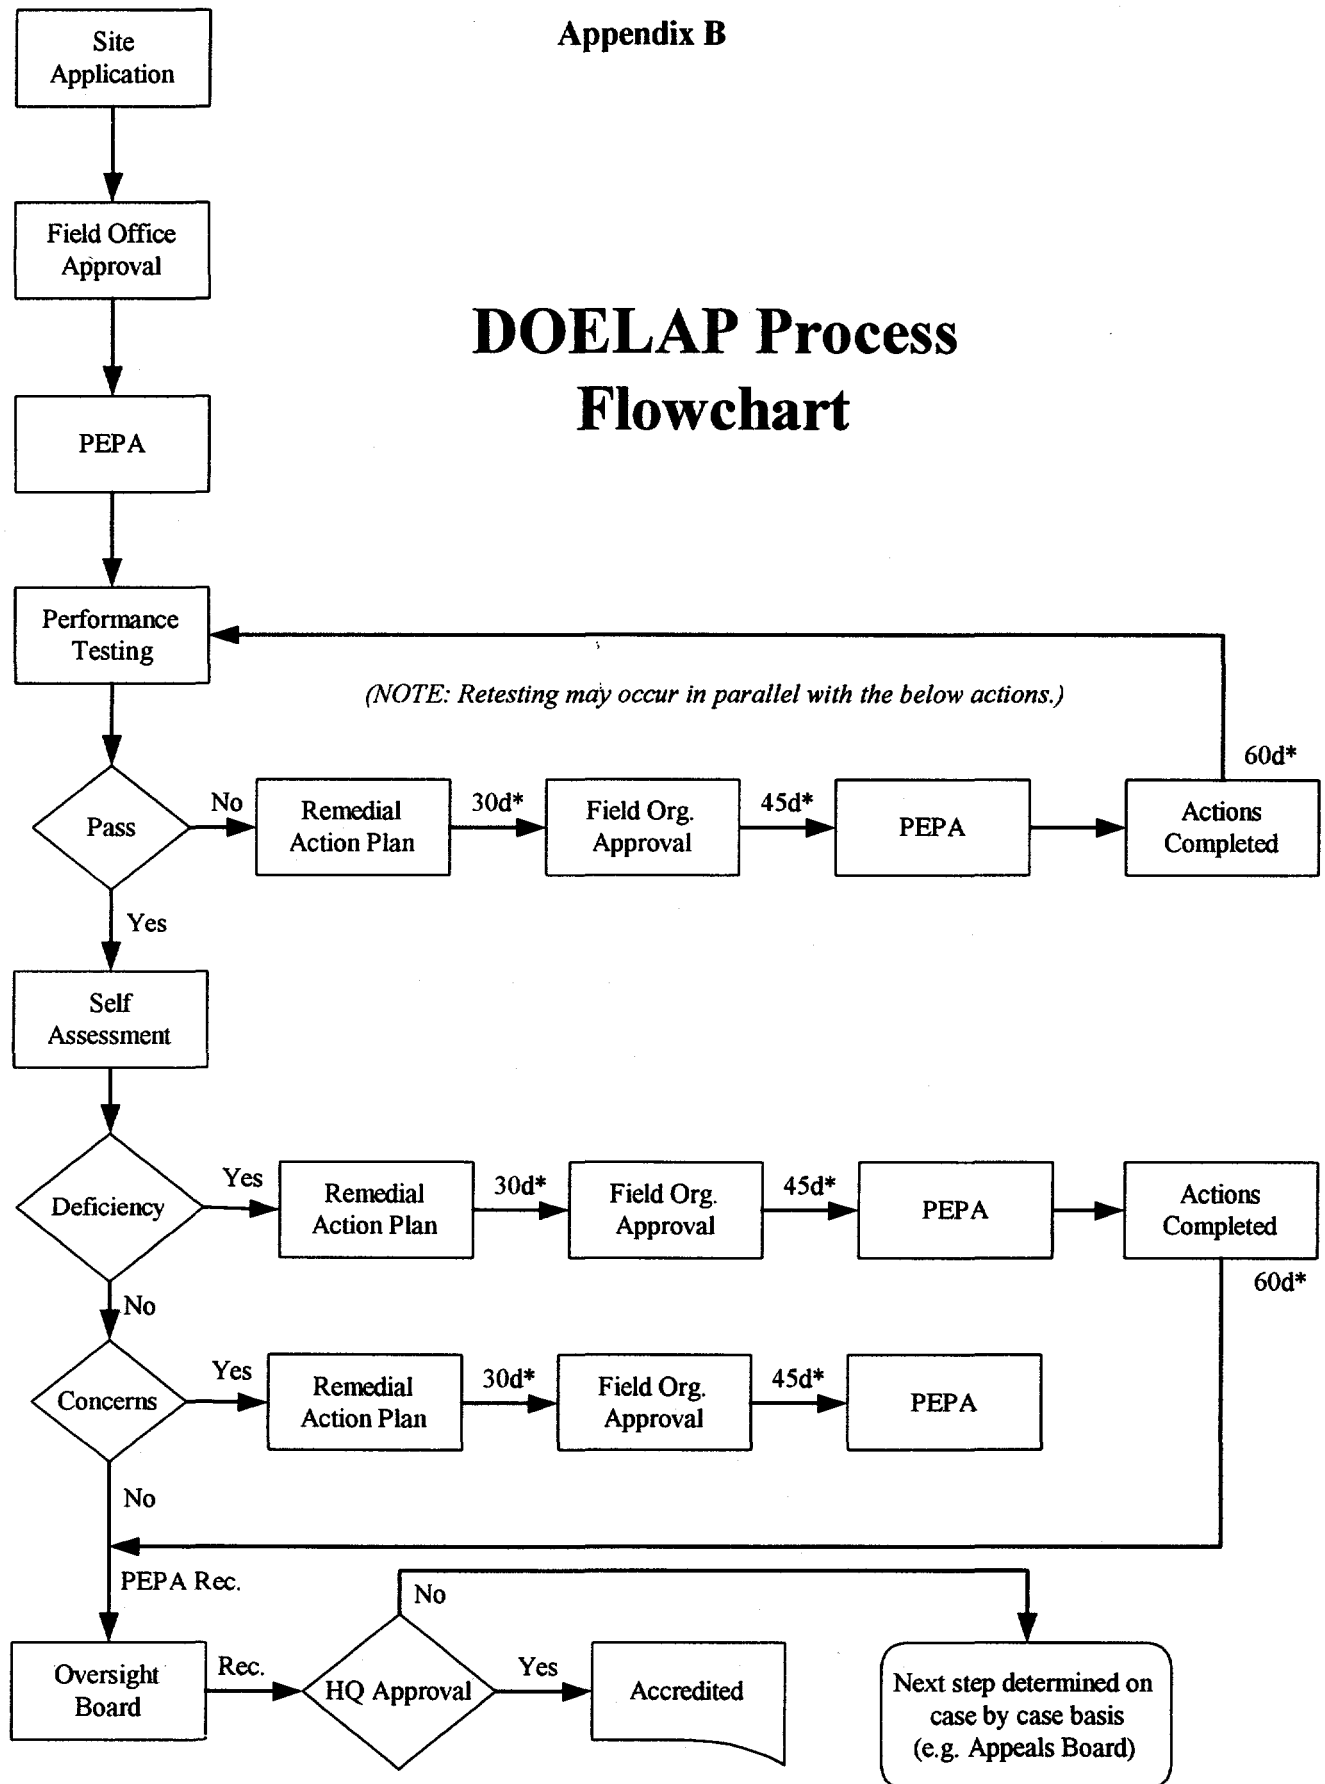 Appendix B
Site
Application
Field Office
Approval
DOELAP Process
Flowchart
PEPA
Performance
Testing
(NOTE: Retesting may occur in parallel with the below actions.)
60d*
Pass
No
Remedial
Action Plan
30d*
Field Org.
Approval
45d*
PEPA
Actions
Completed
Yes
Self
Assessment
Deficiency
Yes
Remedial
Action Plan
30d*
Field Org.
Approval
45d*
PEPA
Actions
Completed
60d*
No
Concerns
Yes
Remedial
Action Plan
30d*
Field Org.
Approval
45d*
PEPA
No
PEPA Rec.
No
Oversight
Board
Rec.
HQ Approval
Yes
Accredited
Next step determined on
case by case basis
(e.g. Appeals Board)